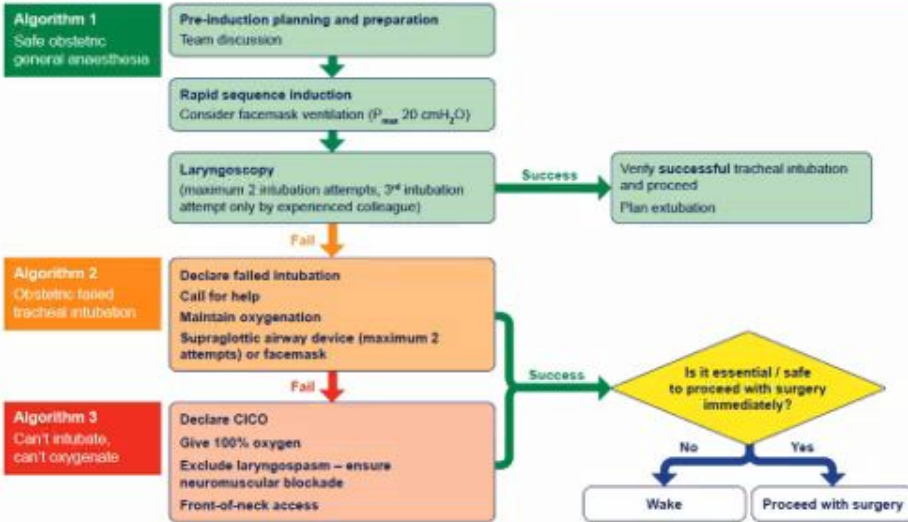 Algorithm 1
Safe obstetric
general anaesthesia
Pre-induction planning and preparation
Team discussion
Rapid sequence induction
Consider facemask ventilation (Pmax 20 cmH2O)
Laryngoscopy
(maximum 2 intubation attempts, 3rd intubation
attempt only by experienced colleague)
Success
Verify successful tracheal intubation
and proceed
Plan extubation
Fail
Algorithm 2
Obstetric failed
tracheal intubation
Declare failed intubation
Call for help
Maintain oxygenation
Supraglottic airway device (maximum 2
attempts) or facemask
Success
Is it essential / safe
to proceed with surgery
immediately?
Fail
Algorithm 3
Can't intubate,
can't oxygenate
Declare CICO
Give 100% oxygen
Exclude laryngospasm – ensure
neuromuscular blockade
Front-of-neck access
No
Yes
Wake
Proceed with surgery